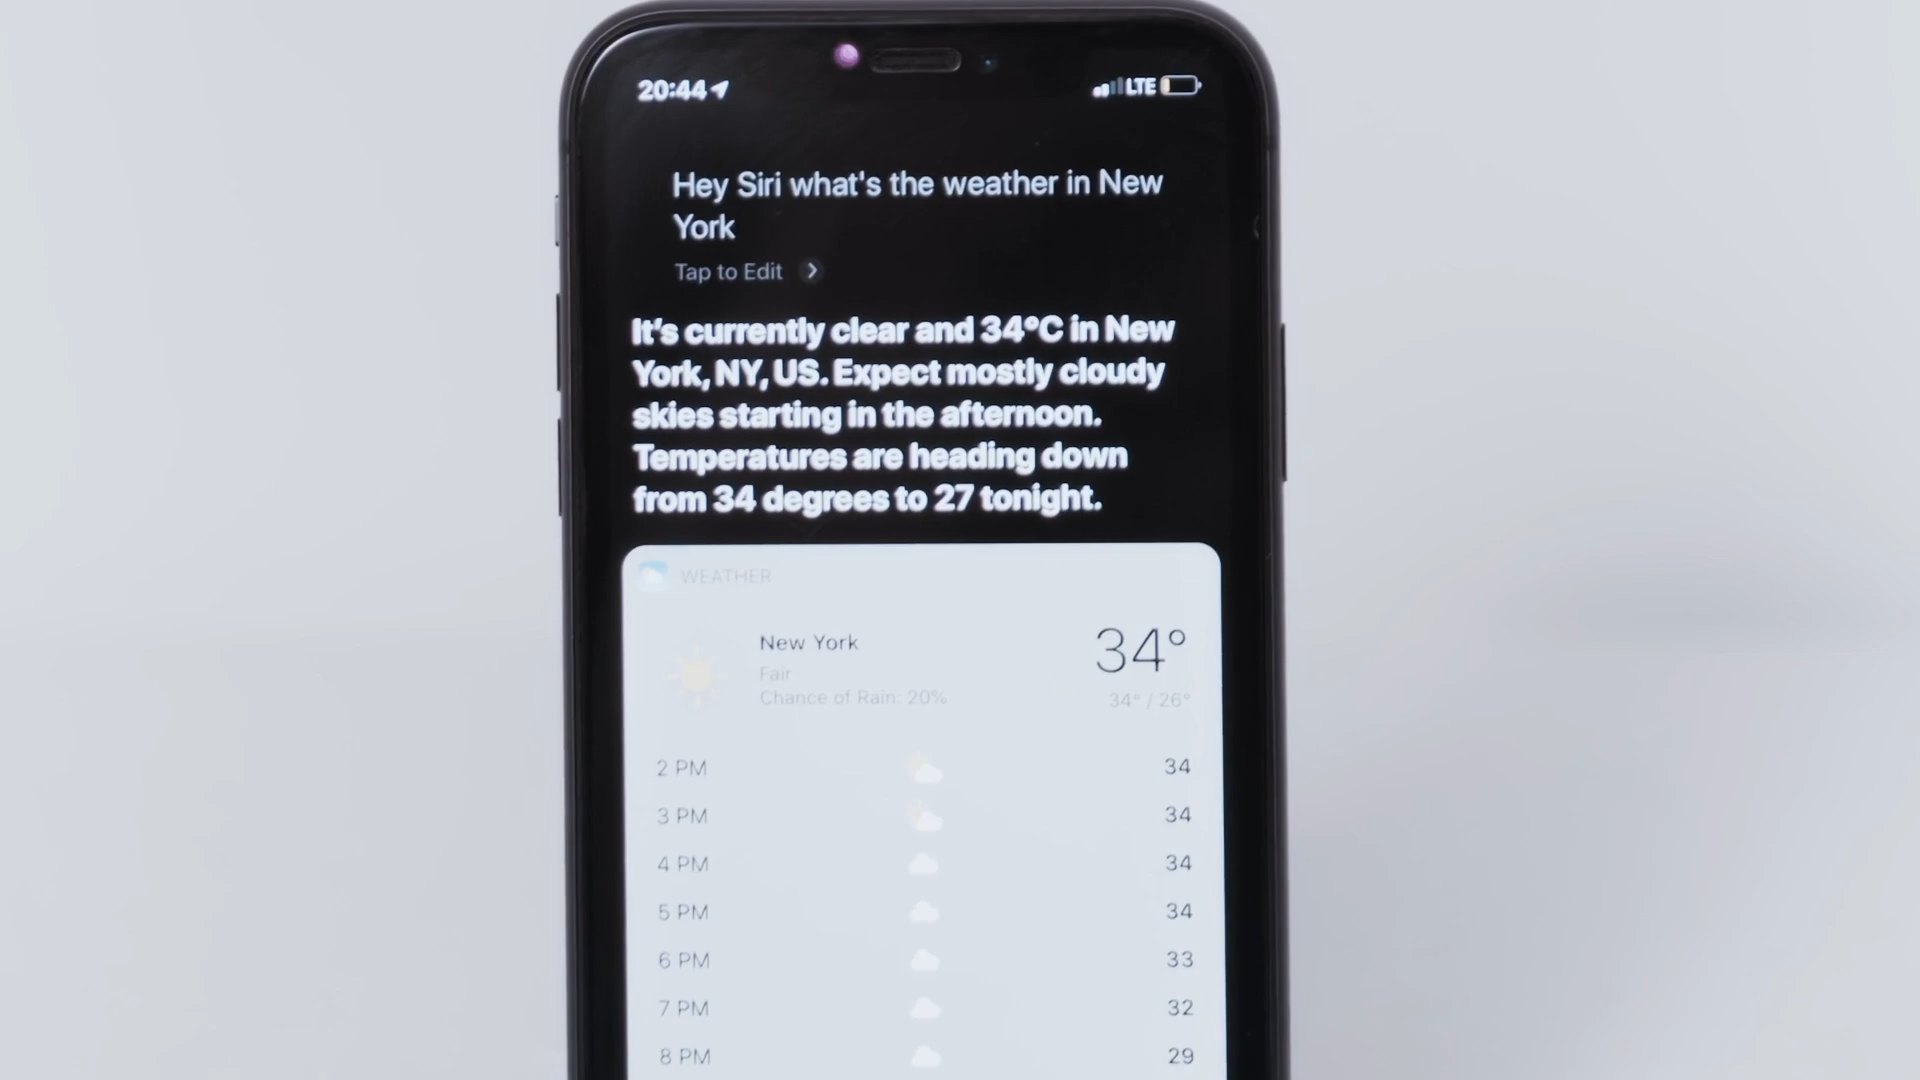 20:44 LTE
Hey Siri what's the weather in New
York
Tap to Edit
It's currently clear and 34°C in New
York, NY, US. Expect mostly cloudy
skies starting in the afternoon.
Temperatures are heading down
from 34 degrees to 27 tonight.
WEATHER
New York
34°
Fair
Chance of Rain: 20%
34° / 26°
2 PM 34
3 PM 34
4 PM 34
5 PM 34
6 PM 33
7 PM 32
8 PM 29